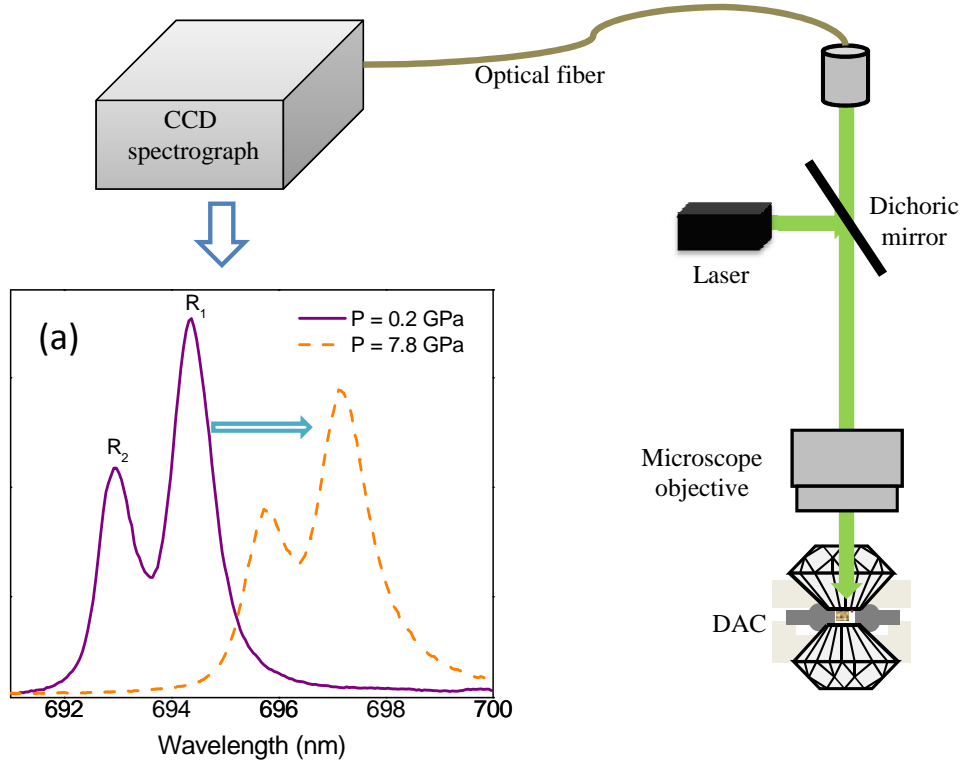 Optical fiber
CCD
spectrograph
Dichoric
mirror
Laser
R1
(a)
P = 0.2 GPa
P = 7.8 GPa
R2
Microscope
objective
DAC
692 694 696 698 700
Wavelength (nm)